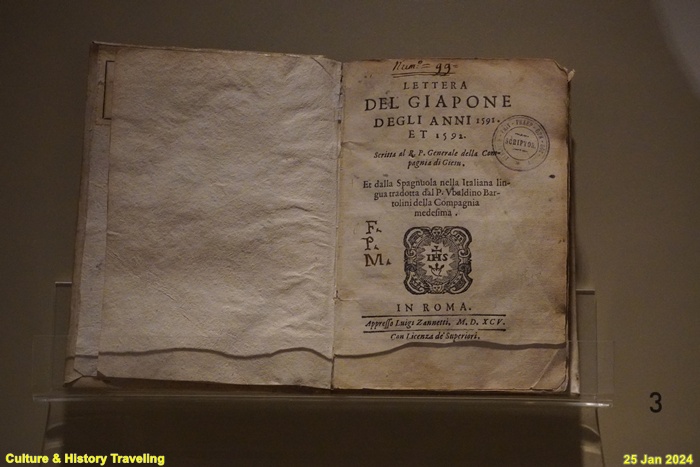 Num.º = 99.
LETTERA
DEL GIAPONE
DEGLI ANNI 1591.
ET 1592.
Scritta al R. P. Generale della Com-
pagnia di Giesu.
Et dalla Spagnuola nella Italiana lin-
gua tradotta dal P. Vbaldino Bar-
tolini della Compagnia
medesima.
F.
P.
M.
IHS
IN ROMA.
Appresso Luigi Zannetti. M. D. XCV.
Con Licenza de' Superiori.
3
Culture & History Traveling
25 Jan 2024